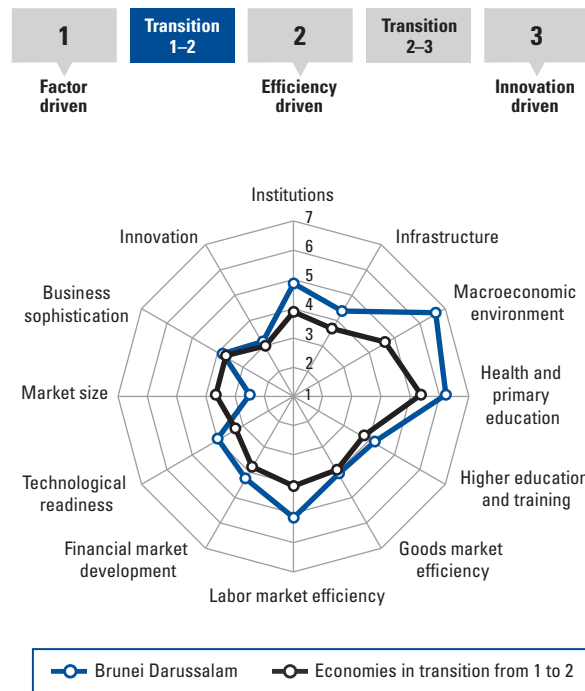 1
Transition
1–2
2
Transition
2–3
3
Factor
driven
Efficiency
driven
Innovation
driven
Institutions
7
6
5
4
3
2
1
Infrastructure
Macroeconomic
environment
Health and
primary
education
Higher education
and training
Goods market
efficiency
Labor market efficiency
Financial market
development
Technological
readiness
Market size
Business
sophistication
Innovation
Brunei Darussalam
Economies in transition from 1 to 2